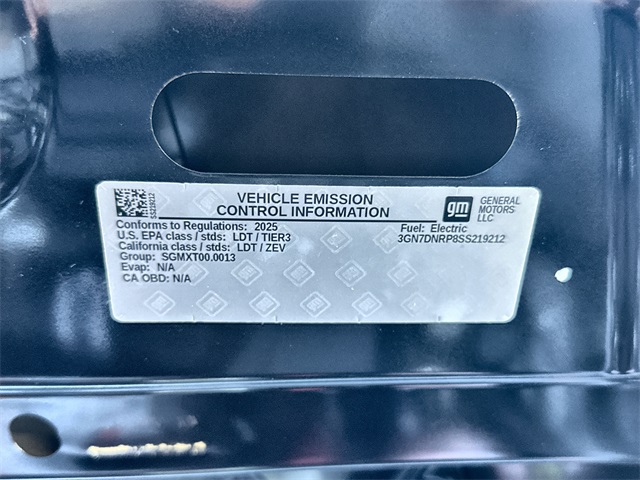 VEHICLE EMISSION
CONTROL INFORMATION
gm
GENERAL
MOTORS
LLC
SS219212
Conforms to Regulations: 2025
U.S. EPA class / stds: LDT / TIER3
California class / stds: LDT / ZEV
Group: SGMXT00.0013
Evap: N/A
CA OBD: N/A
Fuel: Electric
3GN7DNRP8SS219212